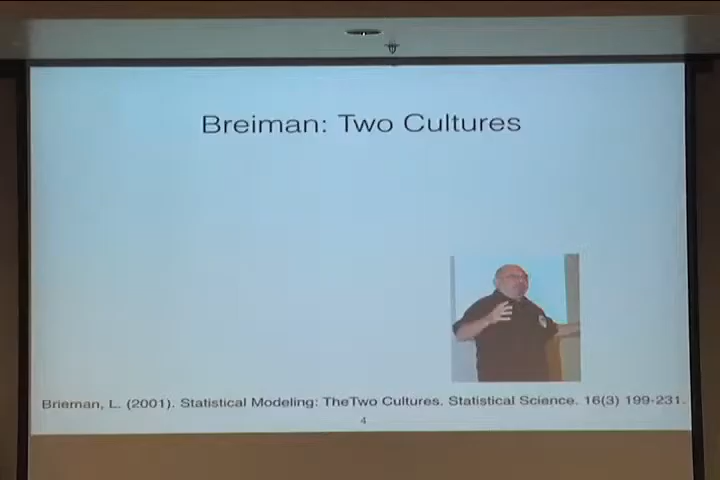 Breiman: Two Cultures
Brieman, L. (2001). Statistical Modeling: TheTwo Cultures. Statistical Science. 16(3) 199-231.
4